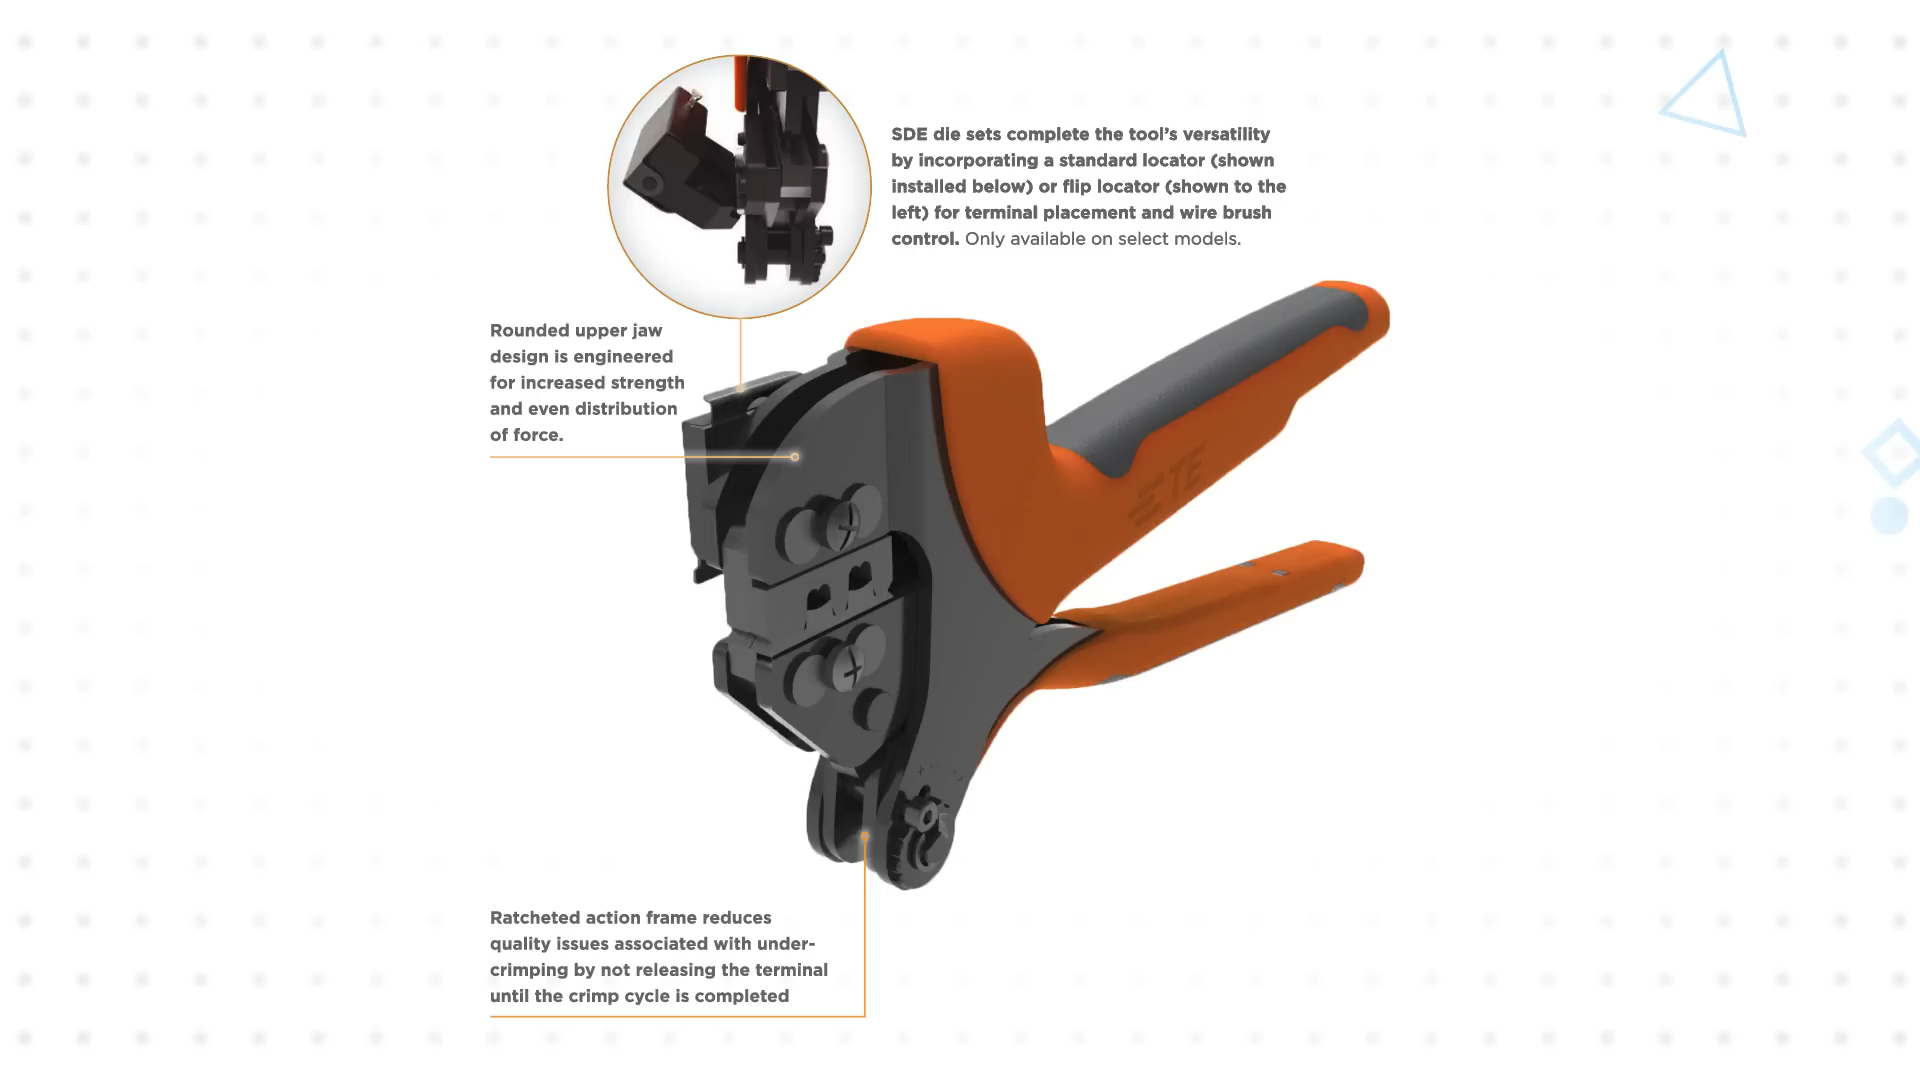 SDE die sets complete the tool’s versatility
by incorporating a standard locator (shown
installed below) or flip locator (shown to the
left) for terminal placement and wire brush
control. Only available on select models.
Rounded upper jaw
design is engineered
for increased strength
and even distribution
of force.
TE
Ratcheted action frame reduces
quality issues associated with under-
crimping by not releasing the terminal
until the crimp cycle is completed